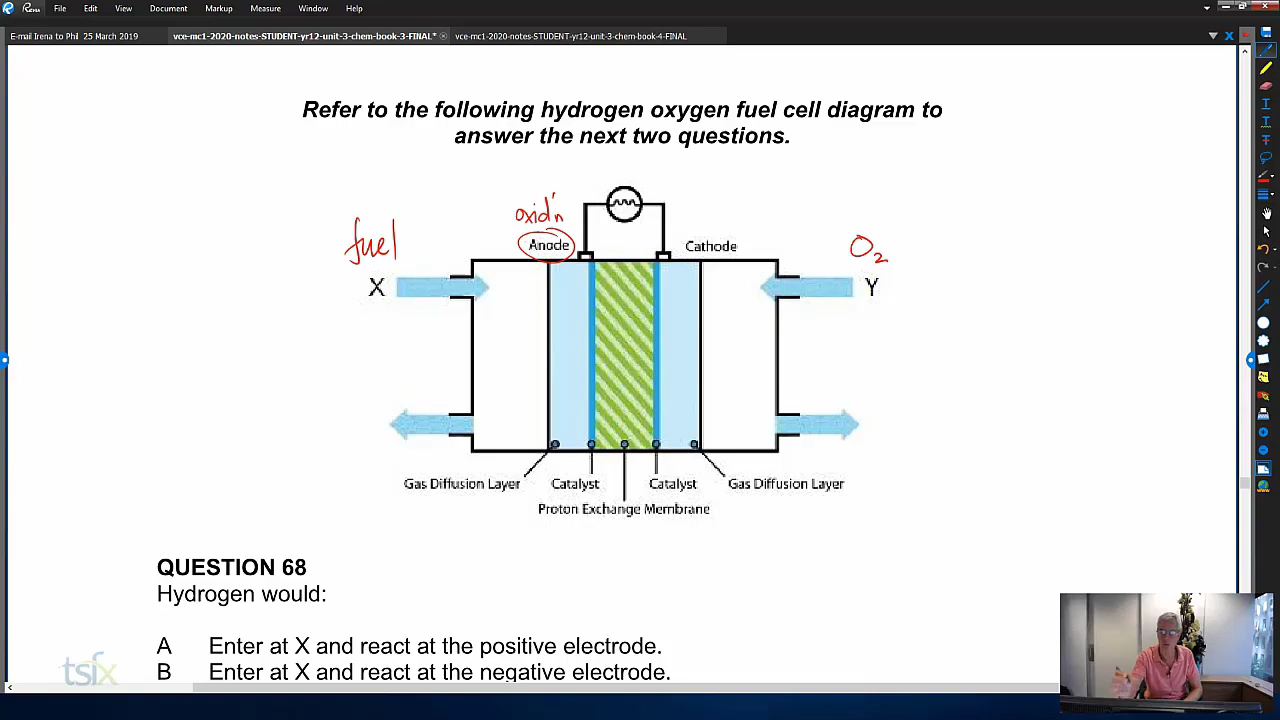 File Edit View Document Markup Measure Window Help
E-mail Irena to Phil 25 March 2019
vce-mc1-2020-notes-STUDENT-yr12-unit-3-chem-book-3-FINAL*
vce-mc1-2020-notes-STUDENT-yr12-unit-3-chem-book-4-FINAL
Refer to the following hydrogen oxygen fuel cell diagram to
answer the next two questions.
oxid'n
fuel
Anode
Cathode
O₂
X
Y
Gas Diffusion Layer
Catalyst
Catalyst
Gas Diffusion Layer
Proton Exchange Membrane
QUESTION 68
Hydrogen would:
A Enter at X and react at the positive electrode.
B Enter at X and react at the negative electrode.
tsfx